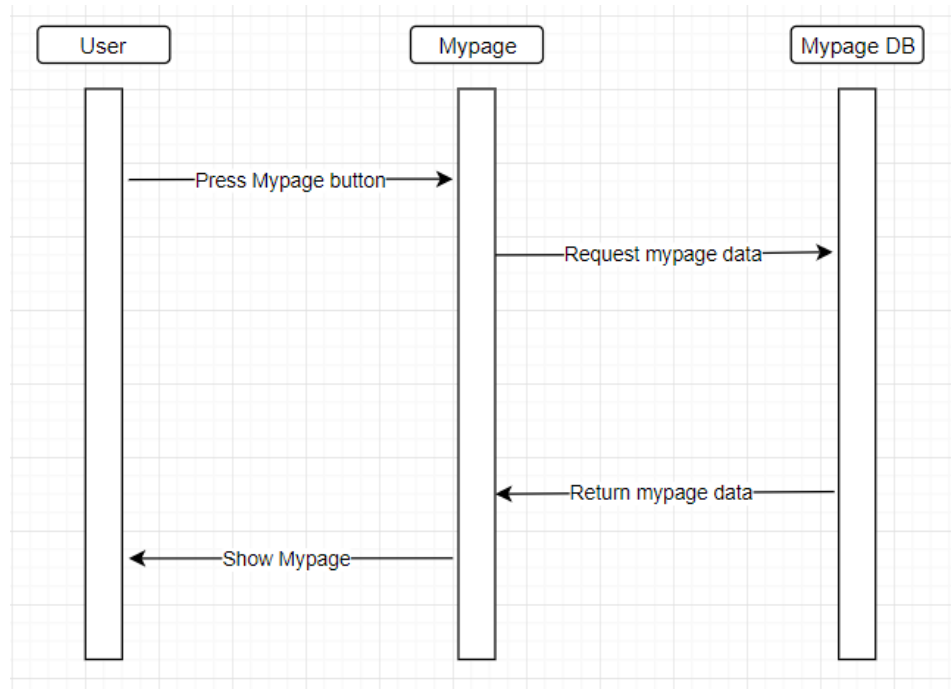 User
Mypage
Mypage DB
Press Mypage button
Request mypage data
Return mypage data
Show Mypage